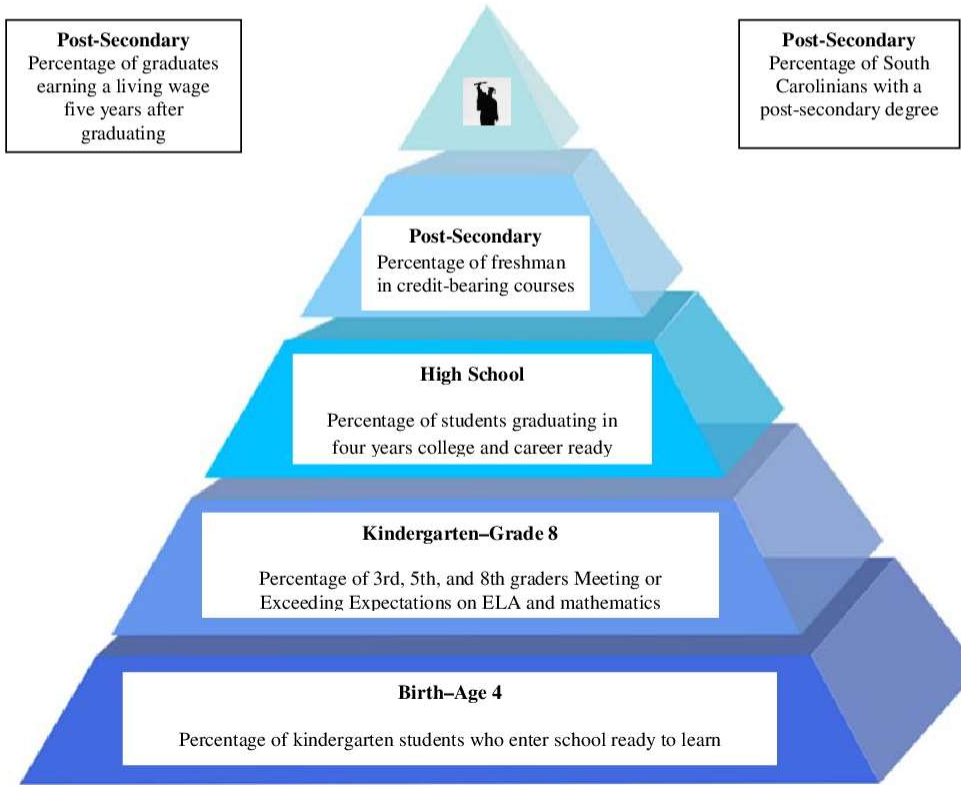 Post-Secondary
Percentage of graduates
earning a living wage
five years after
graduating
Post-Secondary
Percentage of South
Carolinians with a
post-secondary degree
Post-Secondary
Percentage of freshman
in credit-bearing courses
High School
Percentage of students graduating in
four years college and career ready
Kindergarten–Grade 8
Percentage of 3rd, 5th, and 8th graders Meeting or
Exceeding Expectations on ELA and mathematics
Birth–Age 4
Percentage of kindergarten students who enter school ready to learn